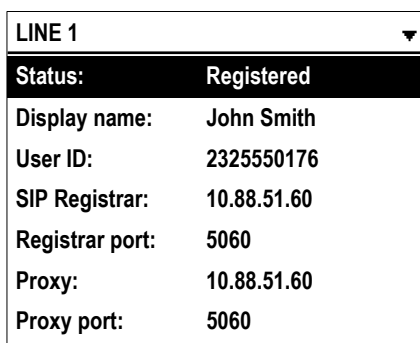 LINE 1
Status: Registered
Display name: John Smith
User ID: 2325550176
SIP Registrar: 10.88.51.60
Registrar port: 5060
Proxy: 10.88.51.60
Proxy port: 5060